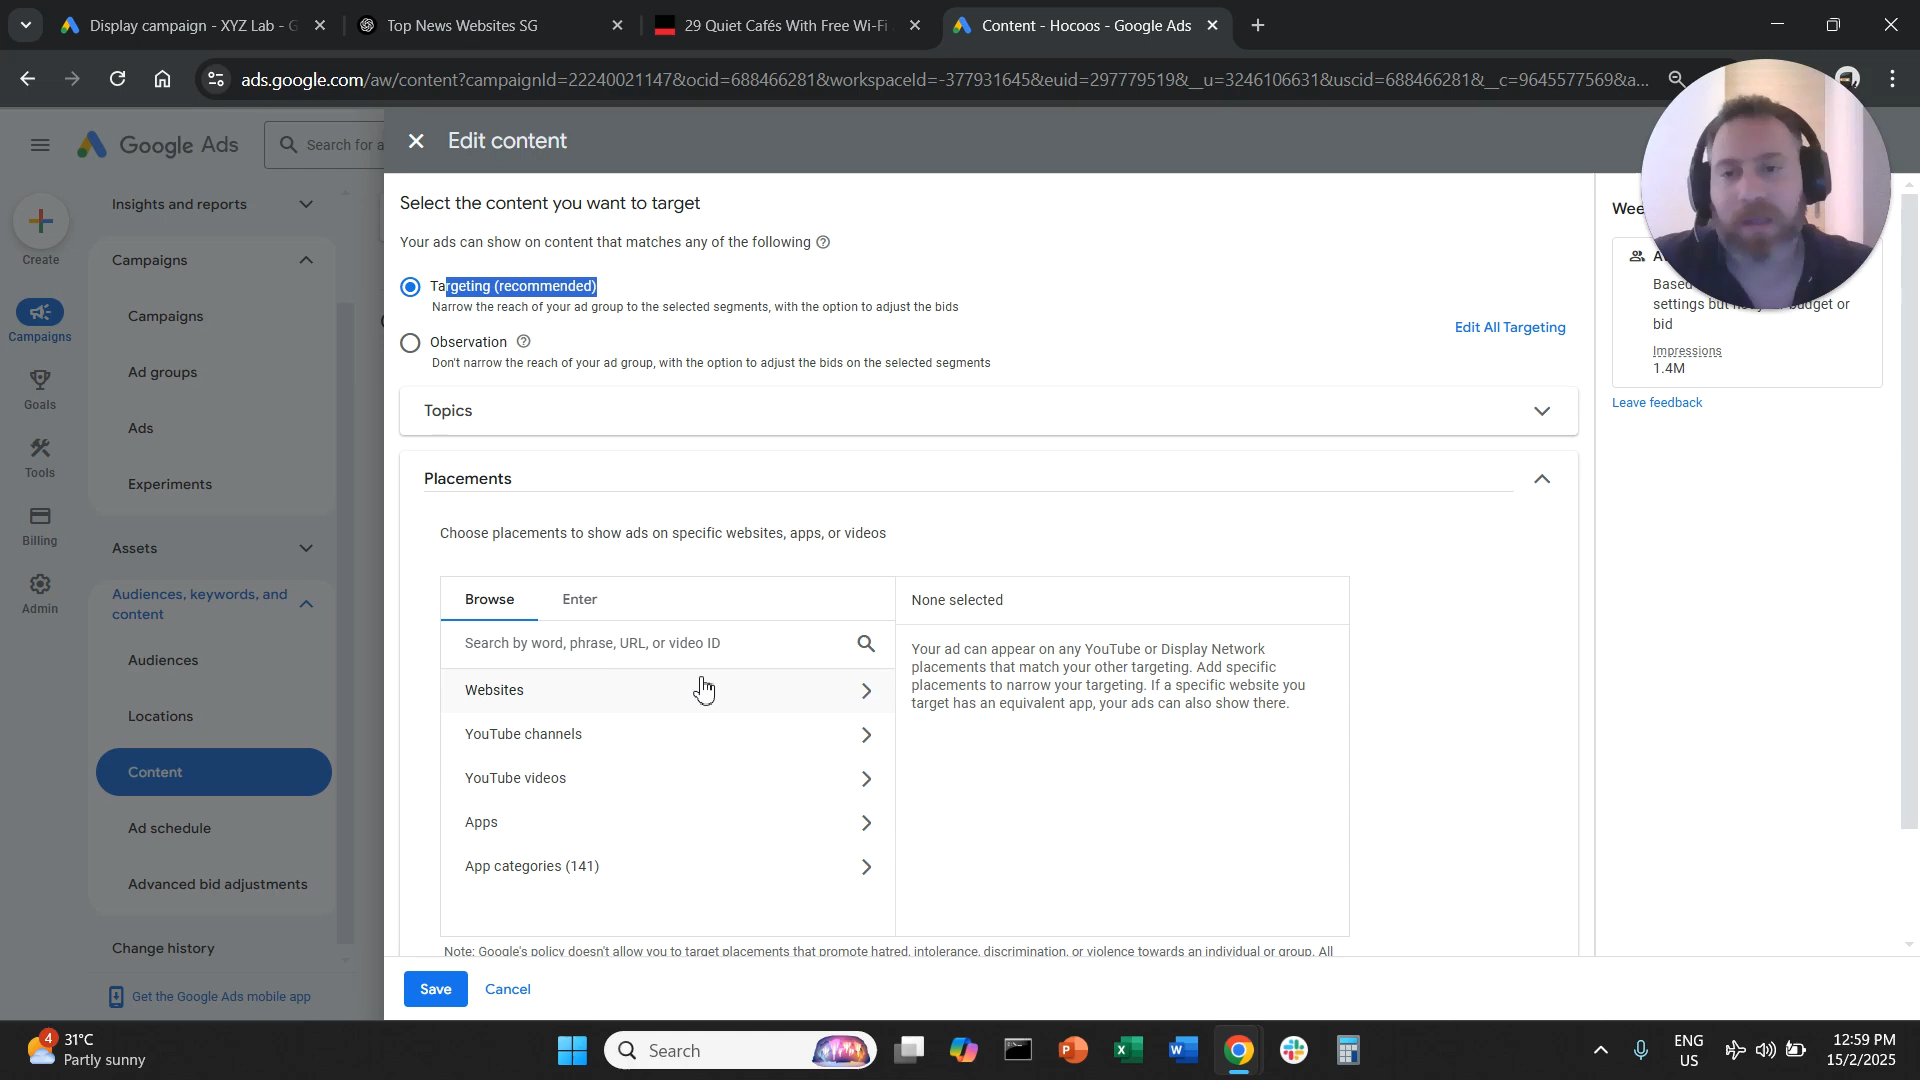 Display campaign - XYZ Lab - G
Top News Websites SG
29 Quiet Cafés With Free Wi-Fi
Content - Hocoos - Google Ads
ads.google.com/aw/content?campaignId=22240021147&ocid=688466281&workspaceId=-377931645&euid=297779519&__u=3246106631&uscid=688466281&__c=9645577569&a...
Google Ads
Search for a
Edit content
Create
Campaigns
Goals
Tools
Billing
Admin
Insights and reports
Campaigns
Campaigns
Ad groups
Ads
Experiments
Assets
Audiences, keywords, and
content
Audiences
Locations
Content
Ad schedule
Advanced bid adjustments
Change history
Get the Google Ads mobile app
Select the content you want to target
Your ads can show on content that matches any of the following
Targeting (recommended)
Narrow the reach of your ad group to the selected segments, with the option to adjust the bids
Edit All Targeting
Observation
Don't narrow the reach of your ad group, with the option to adjust the bids on the selected segments
Topics
Placements
Choose placements to show ads on specific websites, apps, or videos
Browse
Enter
None selected
Search by word, phrase, URL, or video ID
Websites
YouTube channels
YouTube videos
Apps
App categories (141)
Your ad can appear on any YouTube or Display Network
placements that match your other targeting. Add specific
placements to narrow your targeting. If a specific website you
target has an equivalent app, your ads can also show there.
Note: Google's policy doesn't allow you to target placements that promote hatred, intolerance, discrimination, or violence towards an individual or group. All
Save
Cancel
Wee
Based
settings but
budget or
bid
Impressions
1.4M
Leave feedback
4
31°C
Partly sunny
Search
ENG
US
12:59 PM
15/2/2025